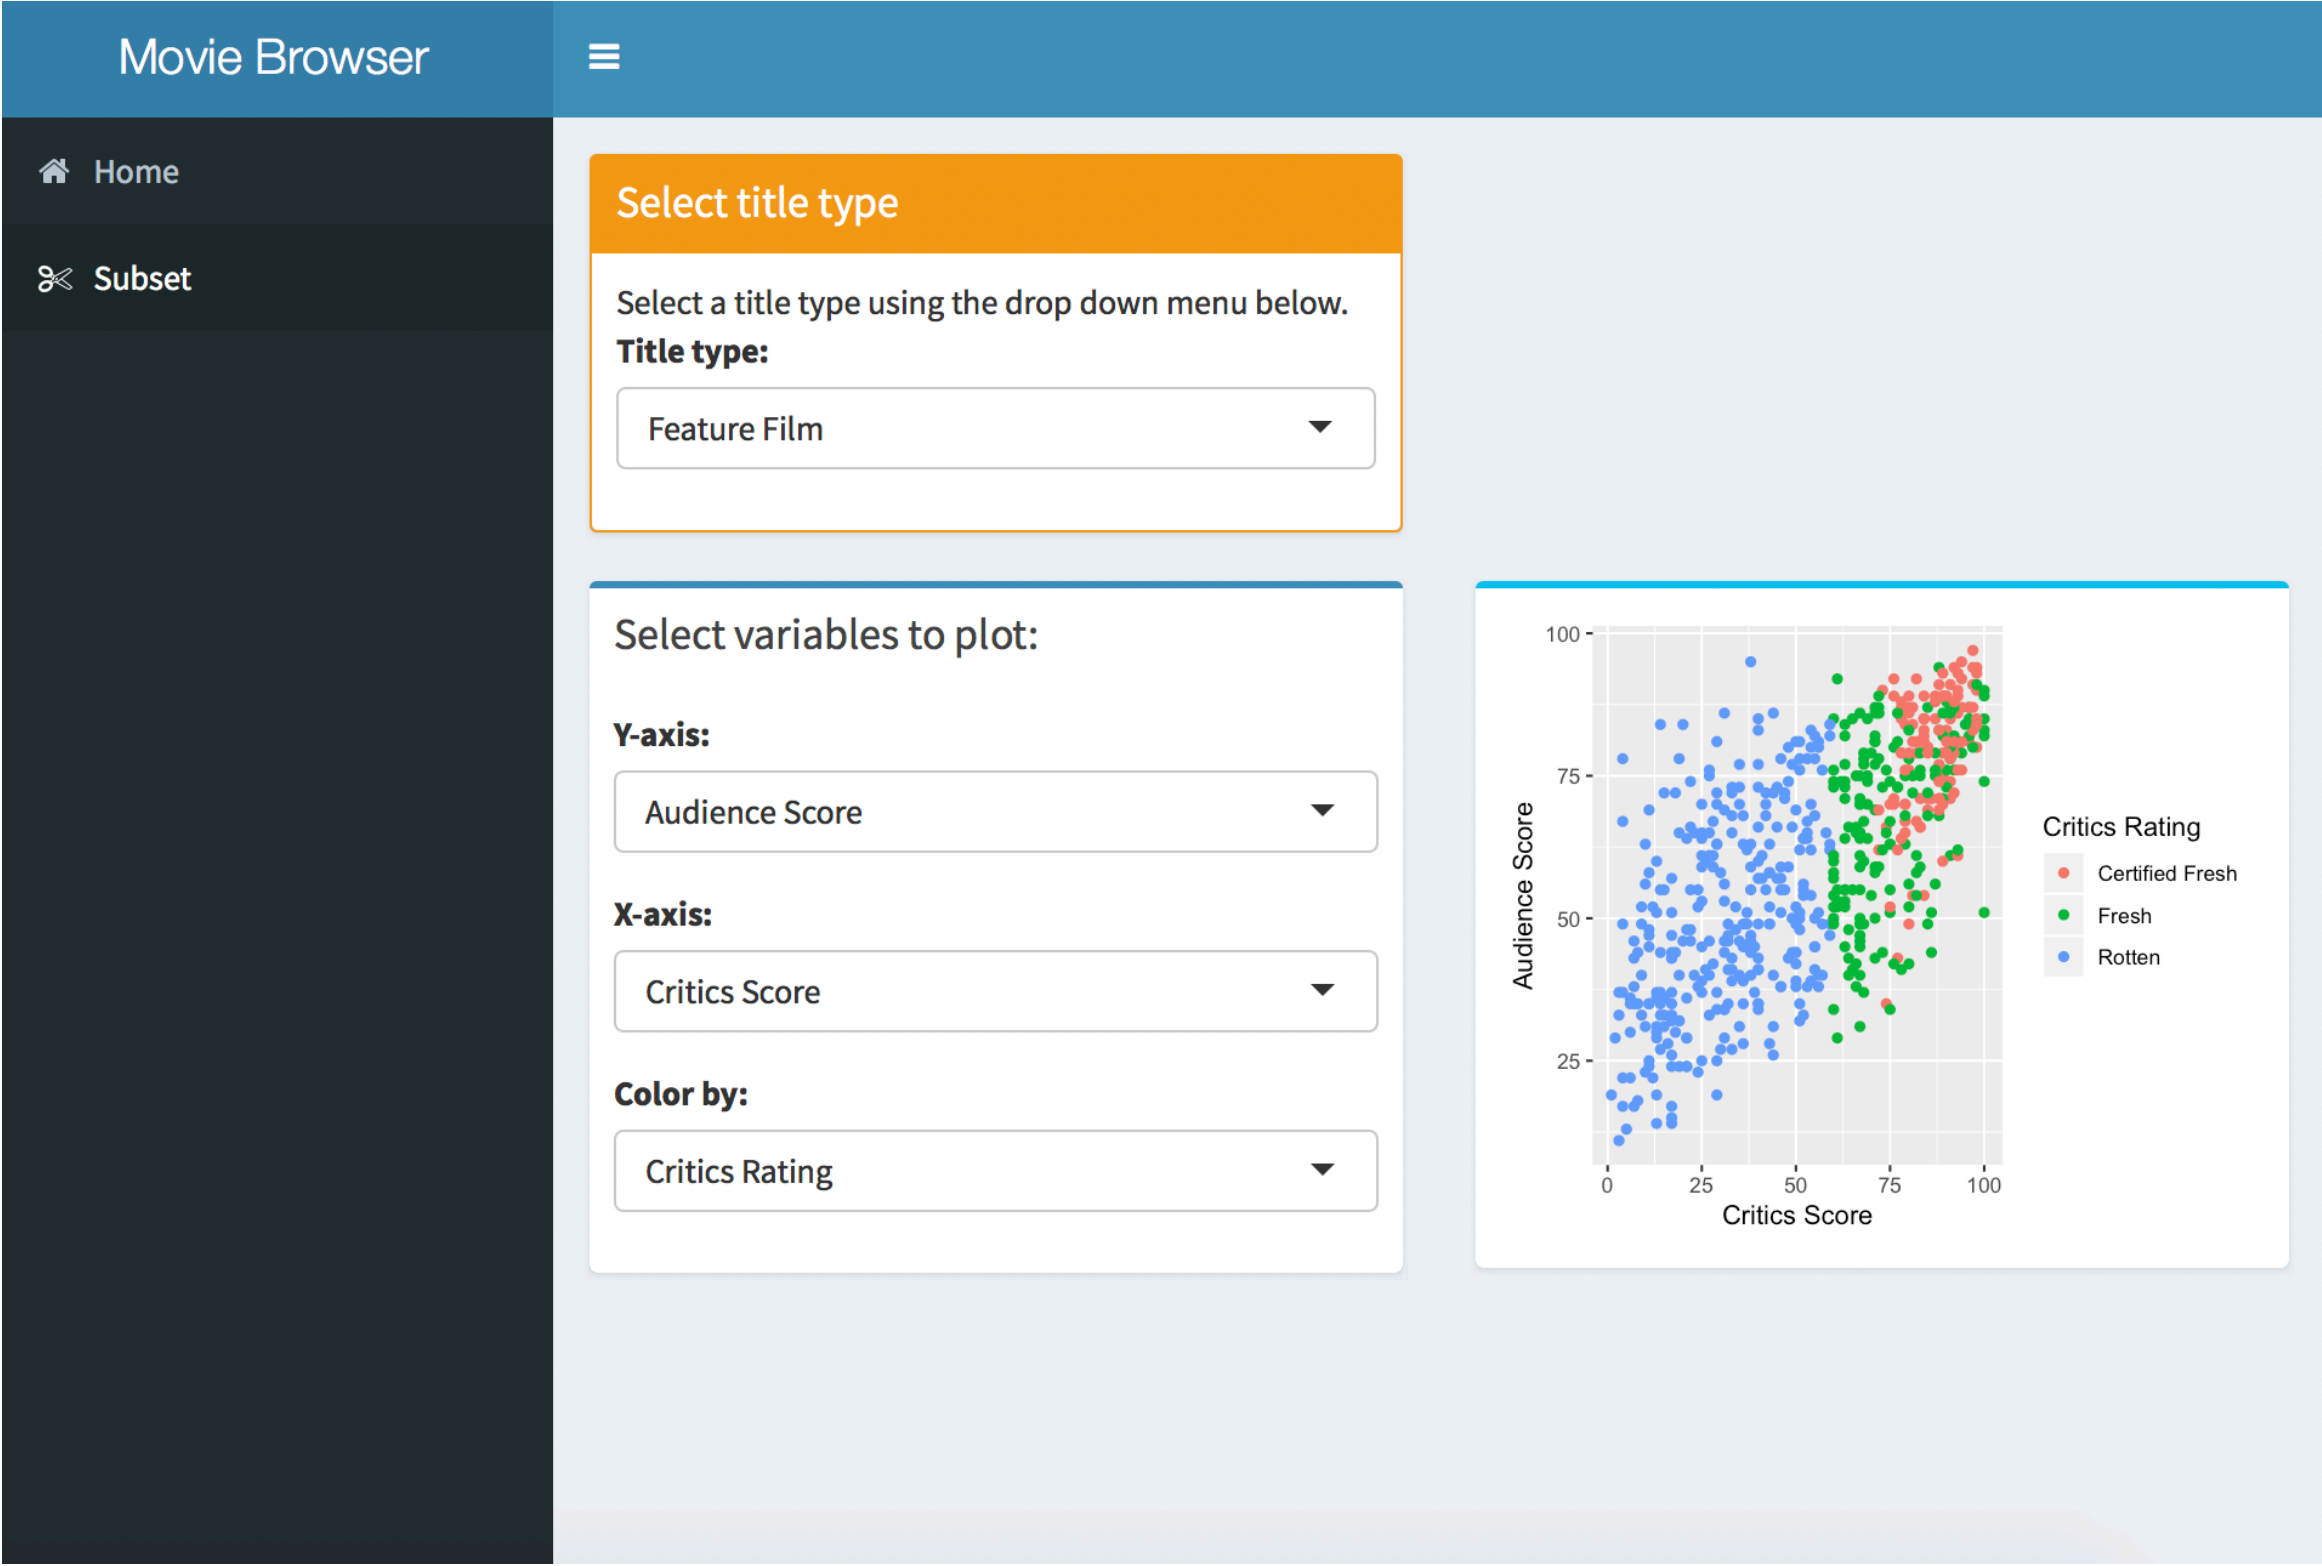 Movie Browser
Home
Subset
Select title type
Select a title type using the drop down menu below.
Title type:
Feature Film
Select variables to plot:
Y-axis:
Audience Score
X-axis:
Critics Score
Color by:
Critics Rating
100
75
50
25
Audience Score
0 25 50 75 100
Critics Score
Critics Rating
Certified Fresh
Fresh
Rotten